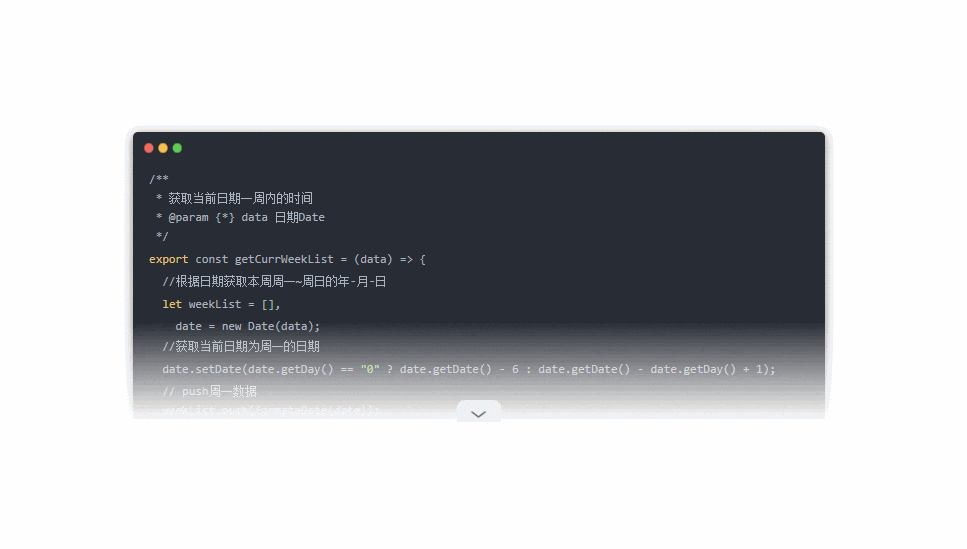 /**
* 获取当前日期一周内的时间
* @param {*} data 日期Date
*/
export const getCurrWeekList = (data) => {
//根据日期获取本周周一~周日的年-月-日
let weekList = [],
date = new Date(data);
//获取当前日期为周一的日期
date.setDate(date.getDay() == "0" ? date.getDate() - 6 : date.getDate() - date.getDay() + 1);
// push周一数据